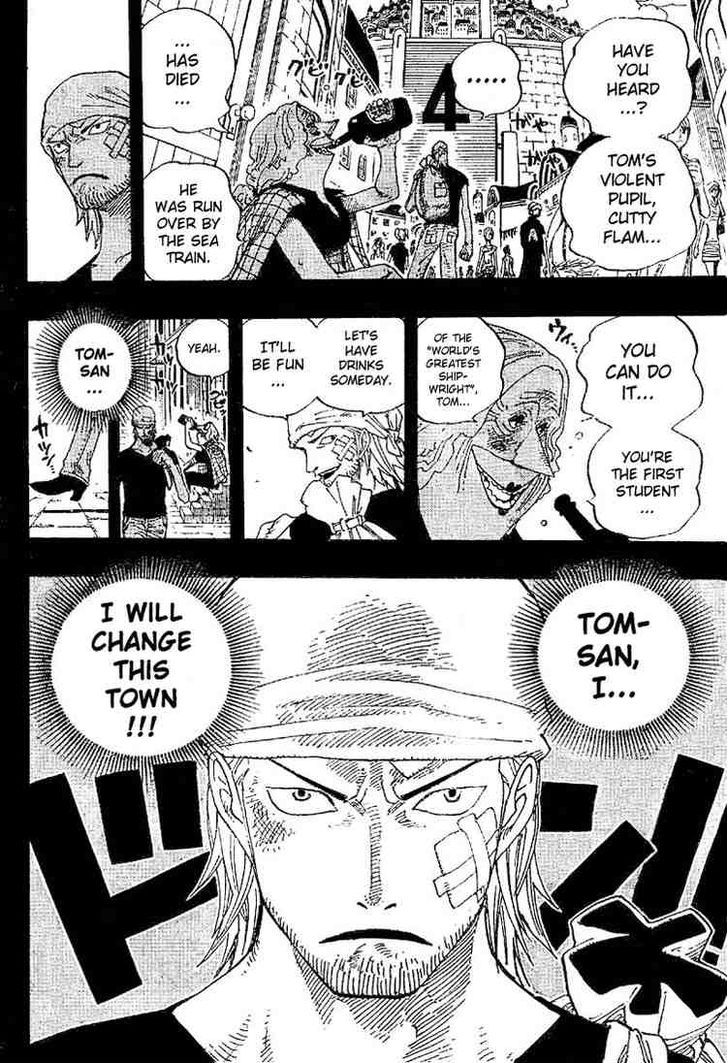 HAVE
YOU
HEARD
...?
TOM'S
VIOLENT
PUPIL,
CUTTY
FLAM...
.....
4
A
...
HAS
DIED
...
HE
WAS RUN
OVER BY
THE SEA
TRAIN.
YOU
CAN DO
IT...
YOU'RE
THE FIRST
STUDENT
...
OF THE
"WORLD'S
GREATEST
SHIP-
WRIGHT",
TOM...
LET'S
HAVE
DRINKS
SOMEDAY.
IT'LL
BE FUN
...
YEAH.
TOM-
SAN
...
TOM-
SAN,
I...
I WILL
CHANGE
THIS
TOWN
!!!
ドン!!